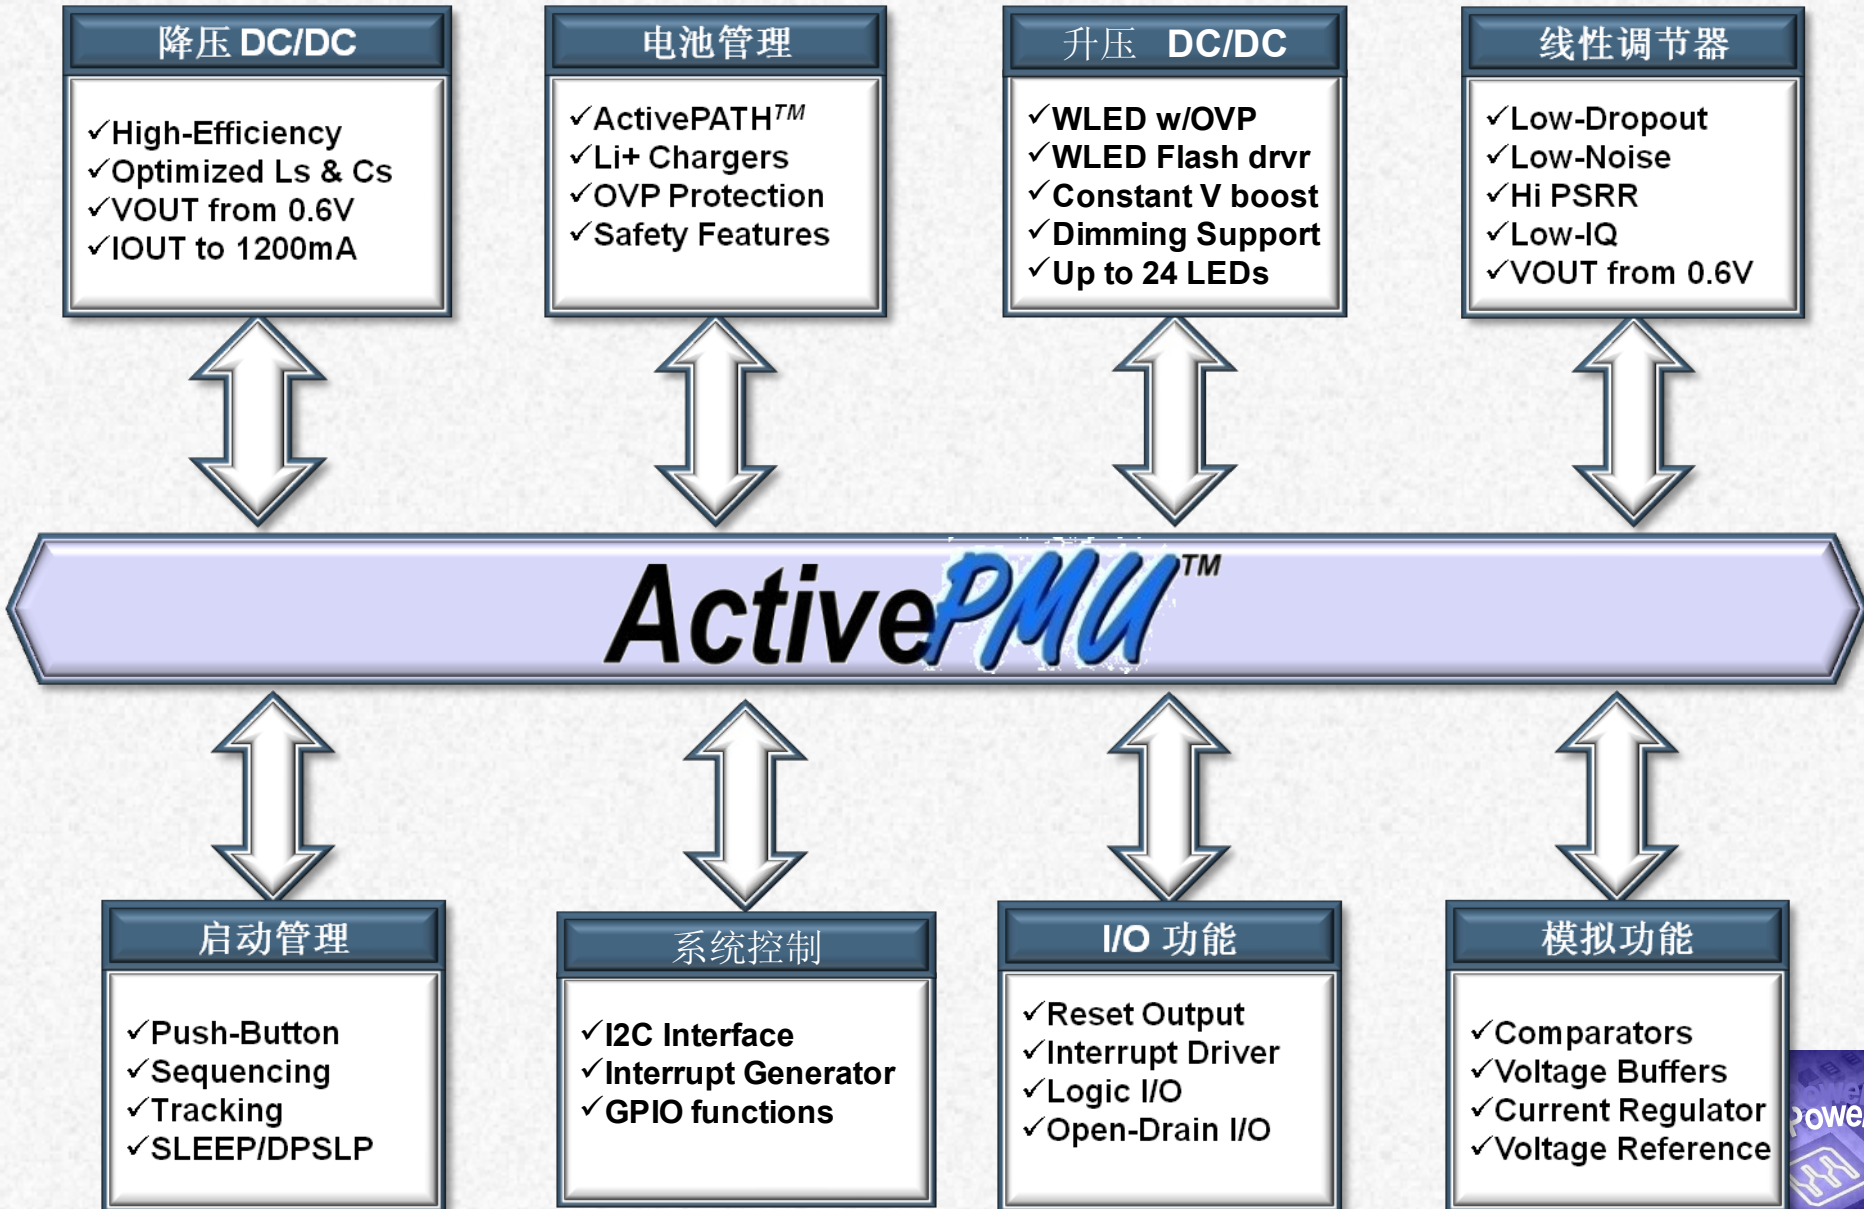 降压 DC/DC
✓High-Efficiency
✓Optimized Ls & Cs
✓VOUT from 0.6V
✓IOUT to 1200mA
电池管理
✓ActivePATH™
✓Li+ Chargers
✓OVP Protection
✓Safety Features
升压 DC/DC
✓WLED w/OVP
✓WLED Flash drvr
✓Constant V boost
✓Dimming Support
✓Up to 24 LEDs
线性调节器
✓Low-Dropout
✓Low-Noise
✓Hi PSRR
✓Low-IQ
✓VOUT from 0.6V
ActivePMU™
启动管理
✓Push-Button
✓Sequencing
✓Tracking
✓SLEEP/DPSLP
系统控制
✓I2C Interface
✓Interrupt Generator
✓GPIO functions
I/O 功能
✓Reset Output
✓Interrupt Driver
✓Logic I/O
✓Open-Drain I/O
模拟功能
✓Comparators
✓Voltage Buffers
✓Current Regulator
✓Voltage Reference